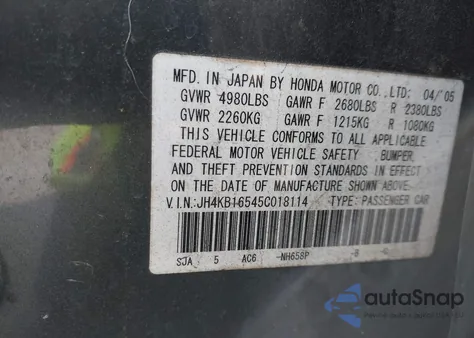 MFD. IN JAPAN BY HONDA MOTOR CO., LTD. 04/'05
GVWR 4980LBS GAWR F 2680LBS R 2380LBS
GVWR 2260KG GAWR F 1215KG R 1080KG
THIS VEHICLE CONFORMS TO ALL APPLICABLE
FEDERAL MOTOR VEHICLE SAFETY BUMPER,
AND THEFT PREVENTION STANDARDS IN EFFECT
ON THE DATE OF MANUFACTURE SHOWN ABOVE.
V.I.N.:JH4KB16545C018114 TYPE: PASSENGER CAR
SJA 5 AC6 -NH658P -B
autoSnap